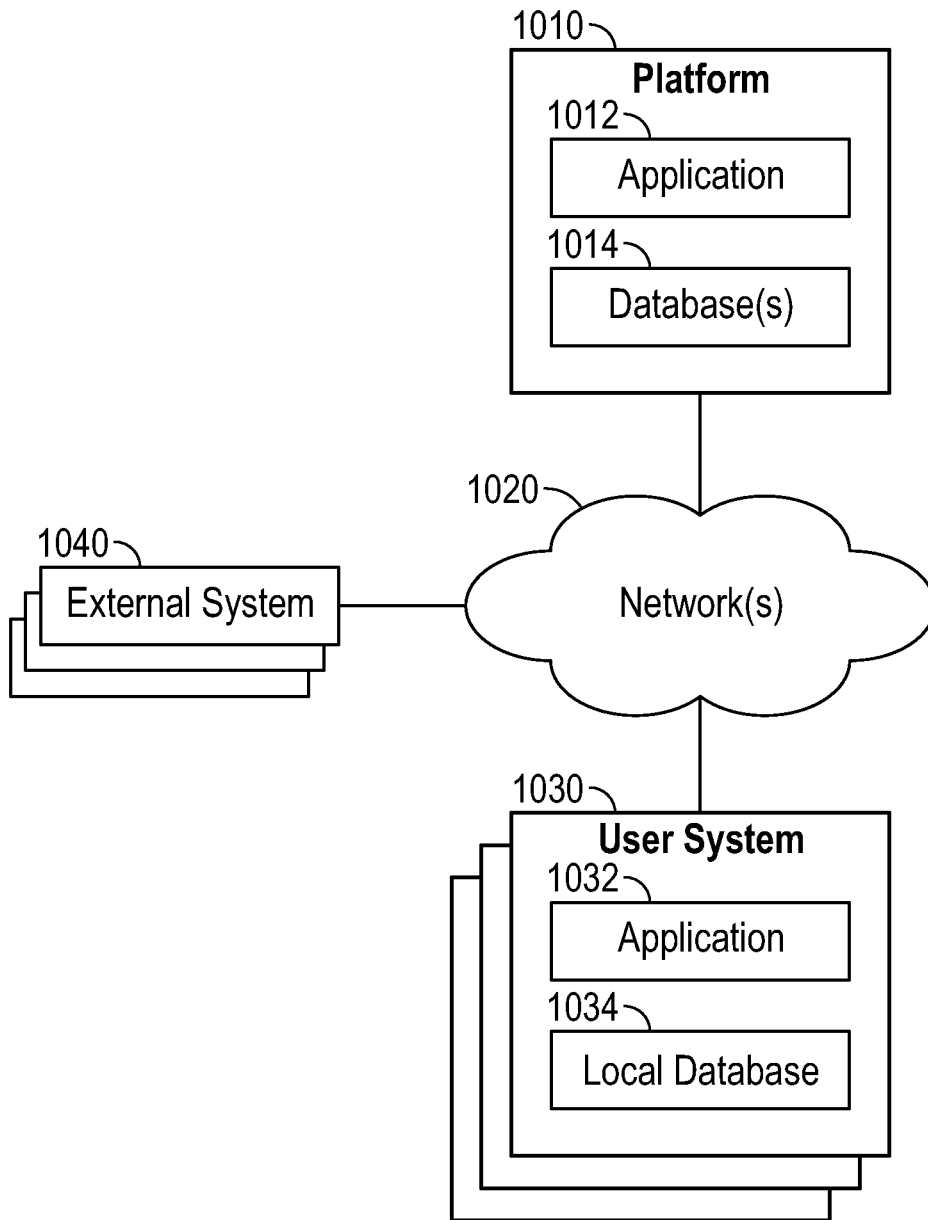 1010
Platform
1012
Application
1014
Database(s)
1020
Network(s)
1040
External System
1030
User System
1032
Application
1034
Local Database